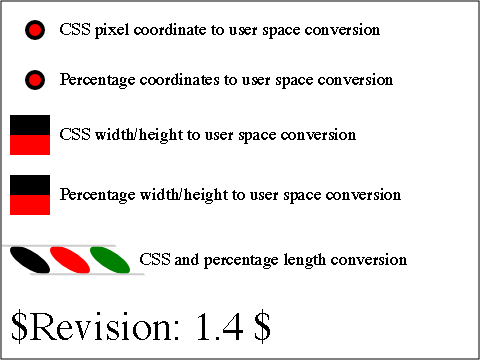 CSS pixel coordinate to user space conversion
Percentage coordinates to user space conversion
CSS width/height to user space conversion
Percentage width/height to user space conversion
CSS and percentage length conversion
$Revision: 1.4 $